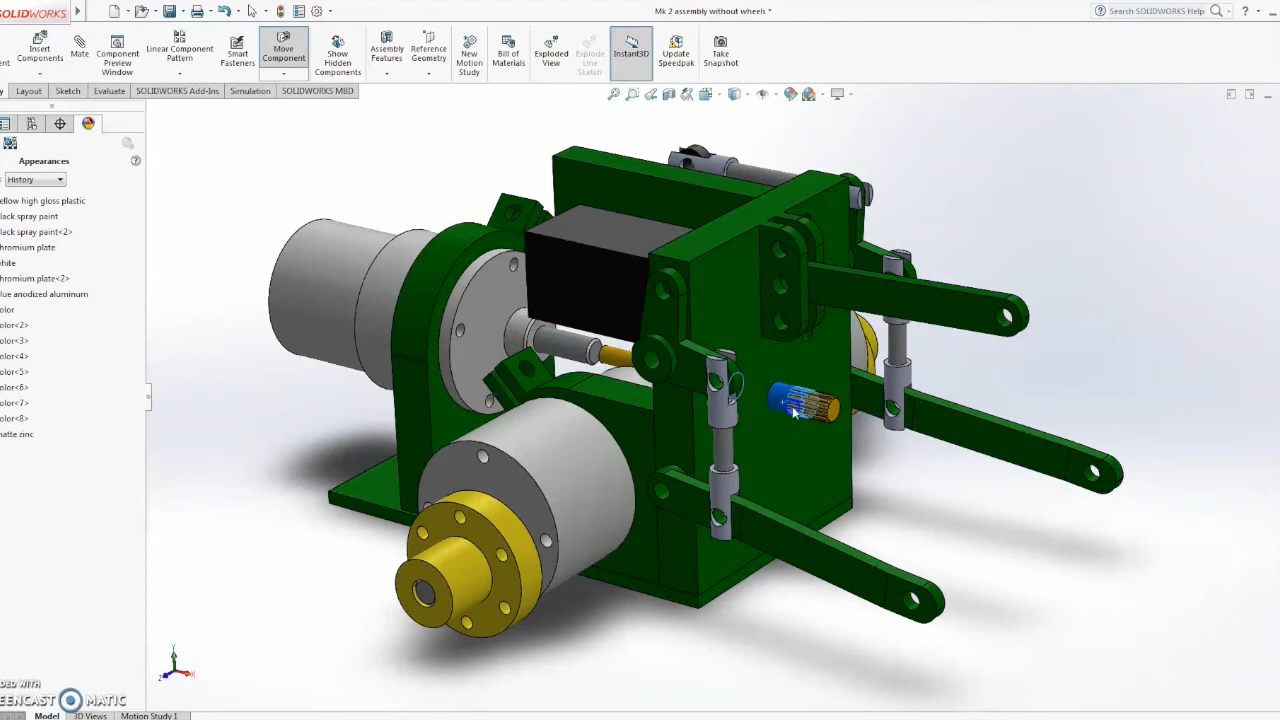 SOLIDWORKS
Mk 2 assembly without wheels *
Search SOLIDWORKS Help
?
Insert Components
Mate
Component Preview Window
Linear Component Pattern
Smart Fasteners
Move Component
Show Hidden Components
Assembly Features
Reference Geometry
New Motion Study
Bill of Materials
Exploded View
Explode Line Sketch
Instant3D
Update Speedpak
Take Snapshot
Layout
Sketch
Evaluate
SOLIDWORKS Add-Ins
Simulation
SOLIDWORKS MBD
Appearances
?
History
ellow high gloss plastic
lack spray paint
lack spray paint<2>
hromium plate
white
hromium plate<2>
lue anodized aluminum
olor
olor<2>
olor<3>
olor<4>
olor<5>
olor<6>
olor<7>
olor<8>
natte zinc
Y
Z
X
DED WITH
EENCAST MATIC
Model
3D Views
Motion Study 1